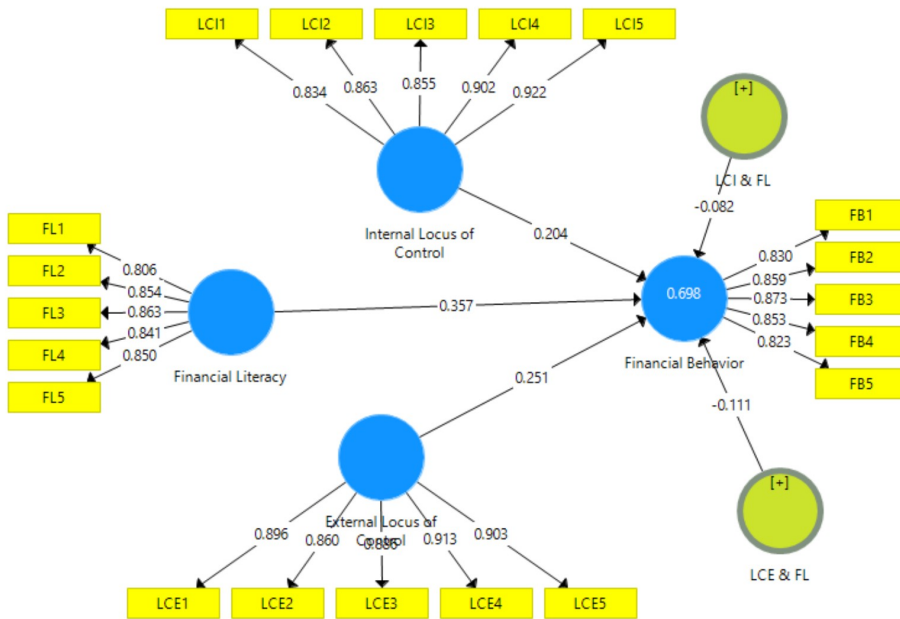 LCI1
LCI2
LCI3
LCI4
LCI5
0.834
0.863
0.855
0.902
0.922
[+]
LCI & FL
-0.082
Internal Locus of
Control
0.204
FL1
FL2
FL3
FL4
FL5
0.806
0.854
0.863
0.841
0.850
Financial Literacy
0.357
0.698
Financial Behavior
FB1
FB2
FB3
FB4
FB5
0.830
0.859
0.873
0.853
0.823
0.251
-0.111
[+]
LCE & FL
External Locus of
Control
0.896
0.860
0.913
0.903
LCE1
LCE2
LCE3
LCE4
LCE5